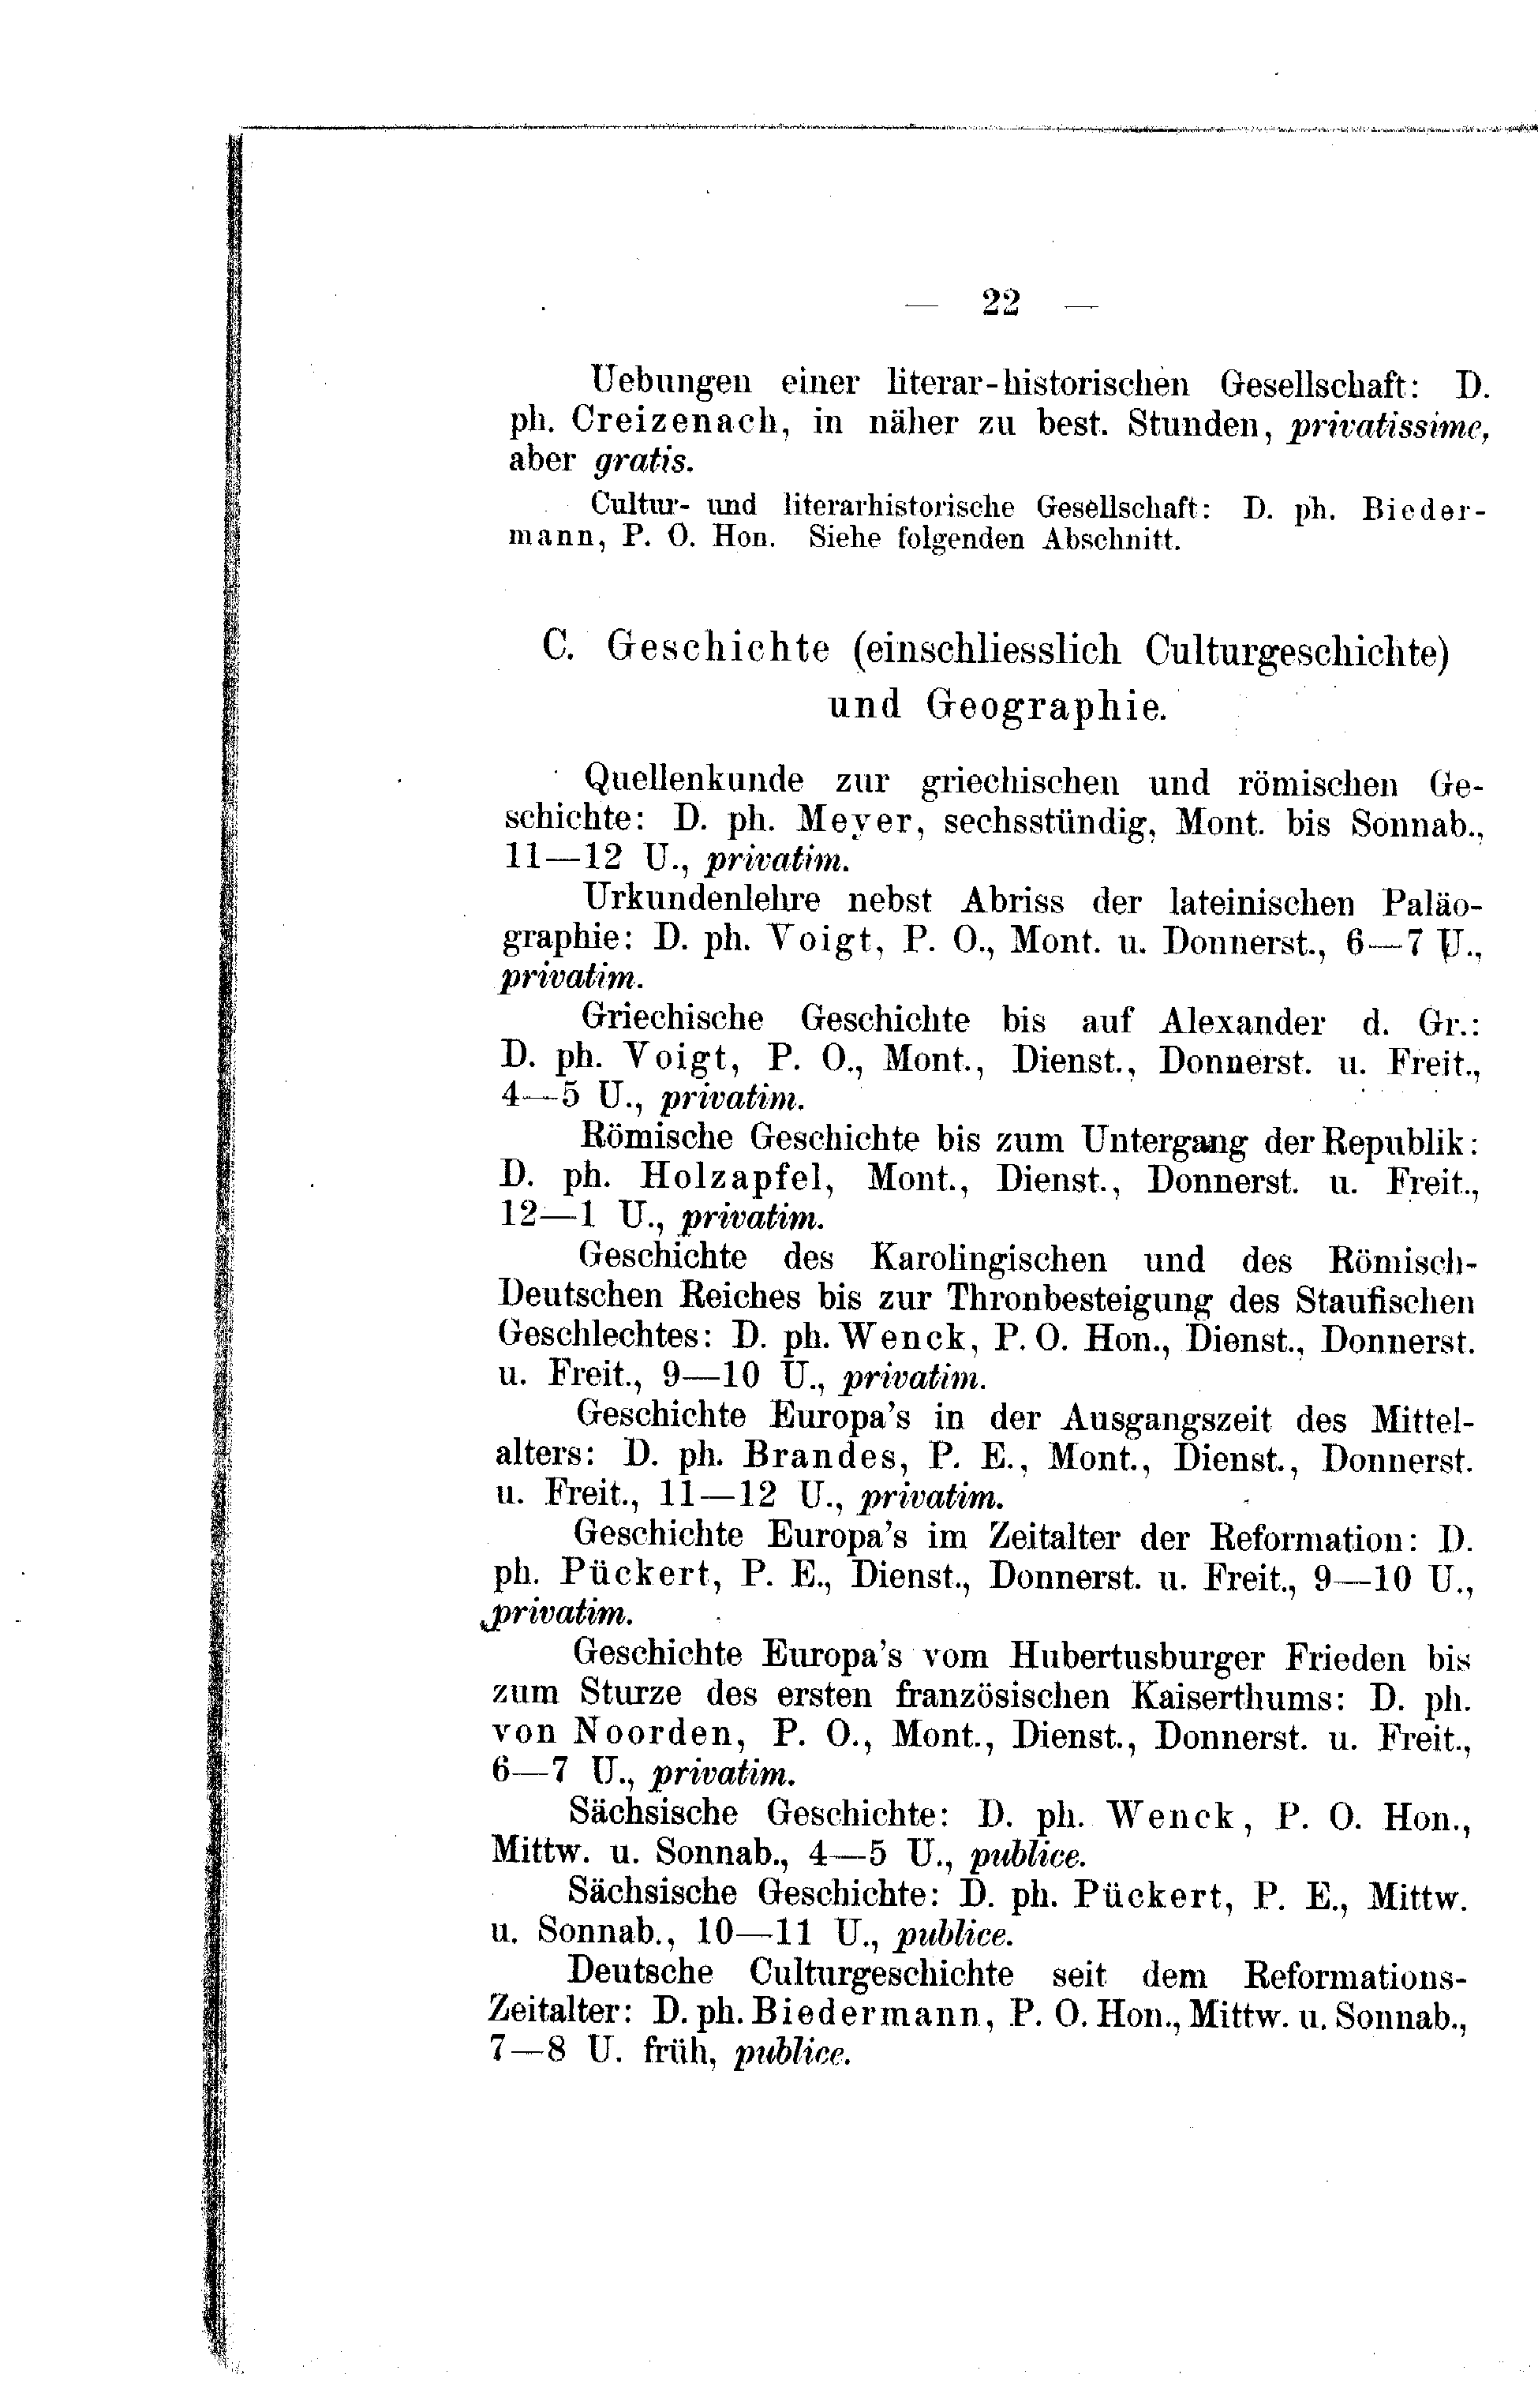 — 22 —
Uebungen einer literar-historischen Gesellschaft: D.
ph. Creizenach, in näher zu best. Stunden, privatissime,
aber gratis.
Cultur- und literarhistorische Gesellschaft: D. ph. Bieder-
mann, P. O. Hon. Siehe folgenden Abschnitt.
C. Geschichte (einschliesslich Culturgeschichte)
und Geographie.
Quellenkunde zur griechischen und römischen Ge-
schichte: D. ph. Meyer, sechsstündig, Mont. bis Sonnab.,
11—12 U., privatim.
Urkundenlehre nebst Abriss der lateinischen Paläo-
graphie: D. ph. Voigt, P. O., Mont. u. Donnerst., 6—7 U.,
privatim.
Griechische Geschichte bis auf Alexander d. Gr.:
D. ph. Voigt, P. O., Mont., Dienst., Donnerst. u. Freit.,
4—5 U., privatim.
Römische Geschichte bis zum Untergang der Republik:
D. ph. Holzapfel, Mont., Dienst., Donnerst. u. Freit.,
12—1 U., privatim.
Geschichte des Karolingischen und des Römisch-
Deutschen Reiches bis zur Thronbesteigung des Staufischen
Geschlechtes: D. ph. Wenck, P. O. Hon., Dienst., Donnerst.
u. Freit., 9—10 U., privatim.
Geschichte Europa's in der Ausgangszeit des Mittel-
alters: D. ph. Brandes, P. E., Mont., Dienst., Donnerst.
u. Freit., 11—12 U., privatim.
Geschichte Europa's im Zeitalter der Reformation: D.
ph. Pückert, P. E., Dienst., Donnerst. u. Freit., 9—10 U.,
privatim.
Geschichte Europa's vom Hubertusburger Frieden bis
zum Sturze des ersten französischen Kaiserthums: D. ph.
von Noorden, P. O., Mont., Dienst., Donnerst. u. Freit.,
6—7 U., privatim.
Sächsische Geschichte: D. ph. Wenck, P. O. Hon.,
Mittw. u. Sonnab., 4—5 U., publice.
Sächsische Geschichte: D. ph. Pückert, P. E., Mittw.
u. Sonnab., 10—11 U., publice.
Deutsche Culturgeschichte seit dem Reformations-
Zeitalter: D. ph. Biedermann, P. O. Hon., Mittw. u. Sonnab.,
7—8 U. früh, publice.